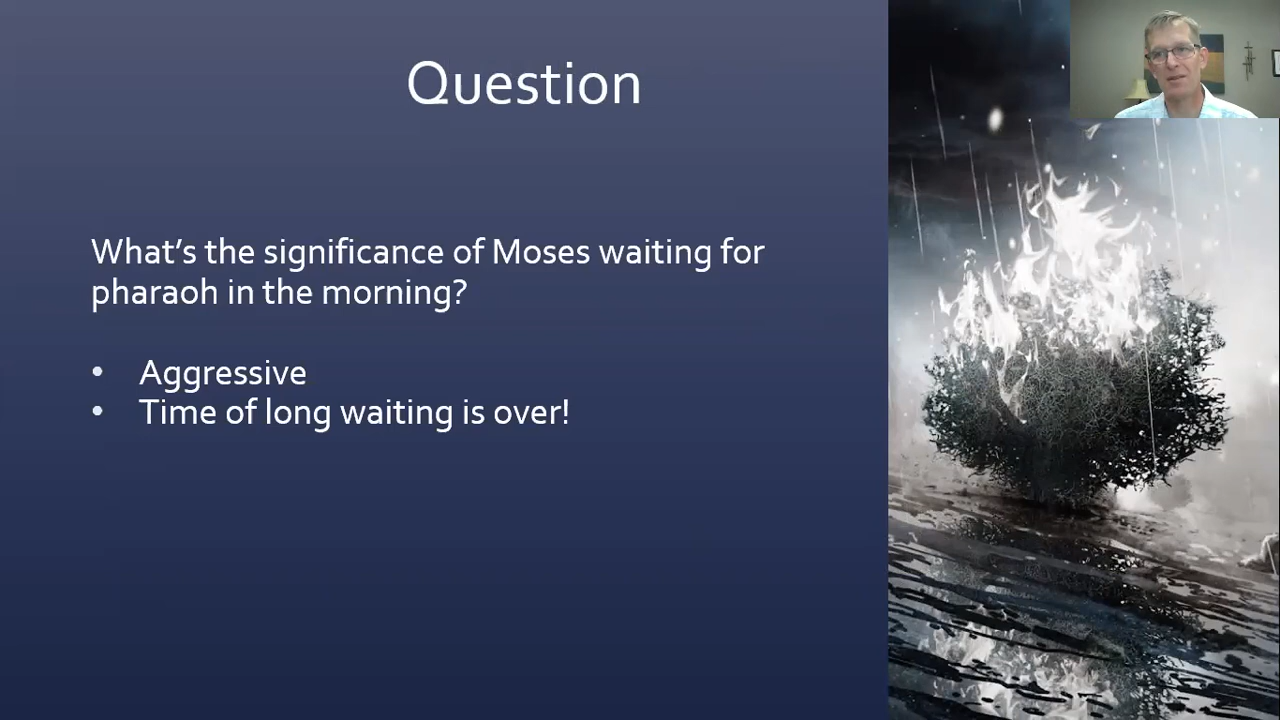 Question
What’s the significance of Moses waiting for
pharaoh in the morning?
• Aggressive
• Time of long waiting is over!